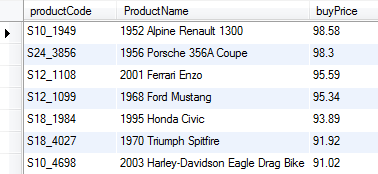 productCode ProductName buyPrice
S10_1949 1952 Alpine Renault 1300 98.58
S24_3856 1956 Porsche 356A Coupe 98.3
S12_1108 2001 Ferrari Enzo 95.59
S12_1099 1968 Ford Mustang 95.34
S18_1984 1995 Honda Civic 93.89
S18_4027 1970 Triumph Spitfire 91.92
S10_4698 2003 Harley-Davidson Eagle Drag Bike 91.02